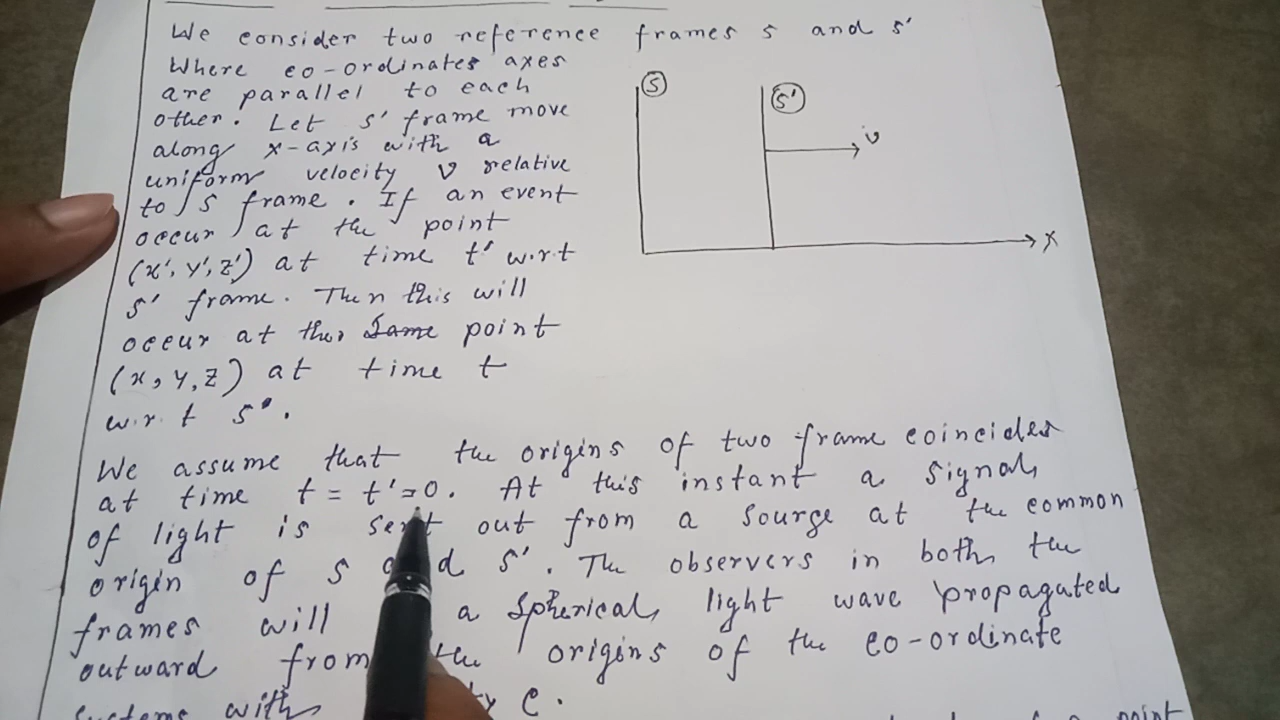 We consider two reference frames s and s'
Where co-ordinates axes
are parallel to each
other. Let s' frame move
along x-axis with a
uniform velocity v relative
to s frame. If an event
occur at the point
(x', y', z') at time t' w.r.t
s' frame. Then this will
occur at the same point
(x, y, z) at time t
w.r.t s'.
S
S'
v
X
We assume that the origins of two frame coincides
at time t = t' = 0. At this instant a signal
of light is sent out from a sourge at the common
origin of s and s'. The observers in both the
frames will a spherical light wave propagated
outward from the origins of the co-ordinate
systems with c.
point